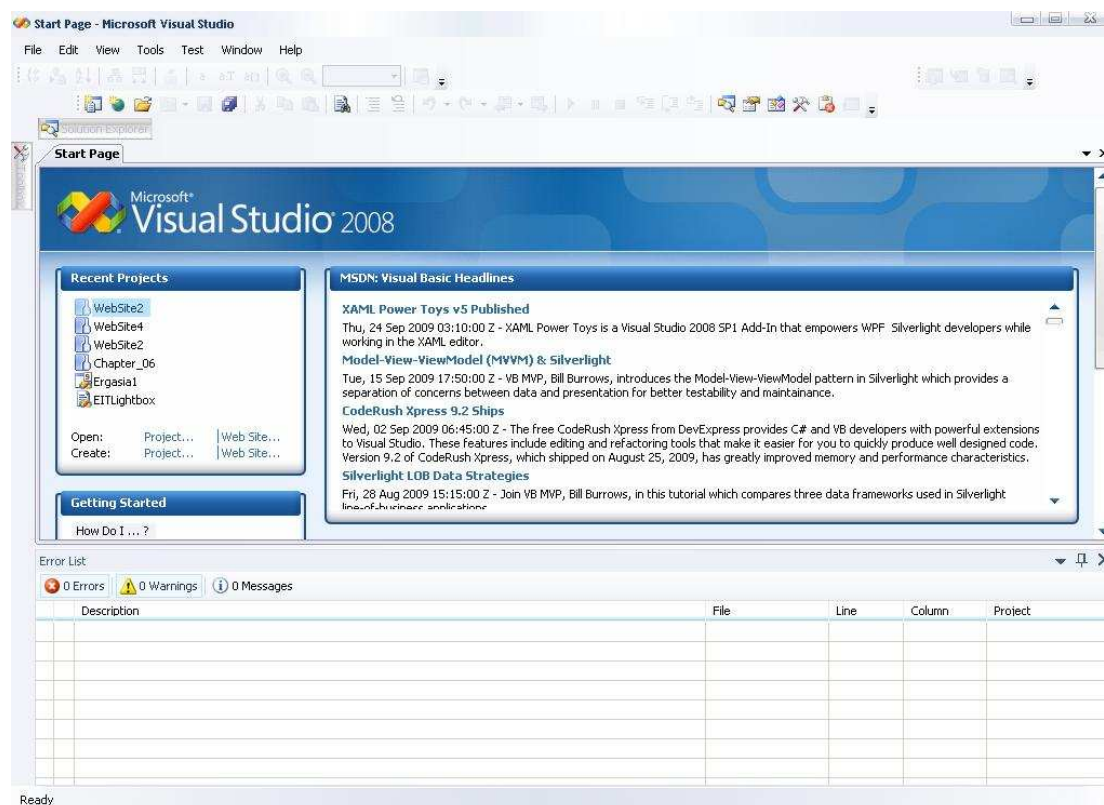 Start Page - Microsoft Visual Studio
File Edit View Tools Test Window Help
Solution Explorer
Toolbox
Start Page
Microsoft
Visual Studio 2008
Recent Projects
WebSite2
WebSite4
WebSite2
Chapter_06
Ergasia1
EITLightbox
Open: Project... Web Site...
Create: Project... Web Site...
Getting Started
How Do I ... ?
MSDN: Visual Basic Headlines
XAML Power Toys v5 Published
Thu, 24 Sep 2009 03:10:00 Z - XAML Power Toys is a Visual Studio 2008 SP1 Add-In that empowers WPF Silverlight developers while
working in the XAML editor.
Model-View-ViewModel (MVVM) & Silverlight
Tue, 15 Sep 2009 17:50:00 Z - VB MVP, Bill Burrows, introduces the Model-View-ViewModel pattern in Silverlight which provides a
separation of concerns between data and presentation for better testability and maintainance.
CodeRush Xpress 9.2 Ships
Wed, 02 Sep 2009 06:45:00 Z - The free CodeRush Xpress from DevExpress provides C# and VB developers with powerful extensions
to Visual Studio. These features include editing and refactoring tools that make it easier for you to quickly produce well designed code.
Version 9.2 of CodeRush Xpress, which shipped on August 25, 2009, has greatly improved memory and performance characteristics.
Silverlight LOB Data Strategies
Fri, 28 Aug 2009 15:15:00 Z - Join VB MVP, Bill Burrows, in this tutorial which compares three data frameworks used in Silverlight
line-of-business applications
Error List
0 Errors 0 Warnings 0 Messages
Description File Line Column Project
Ready